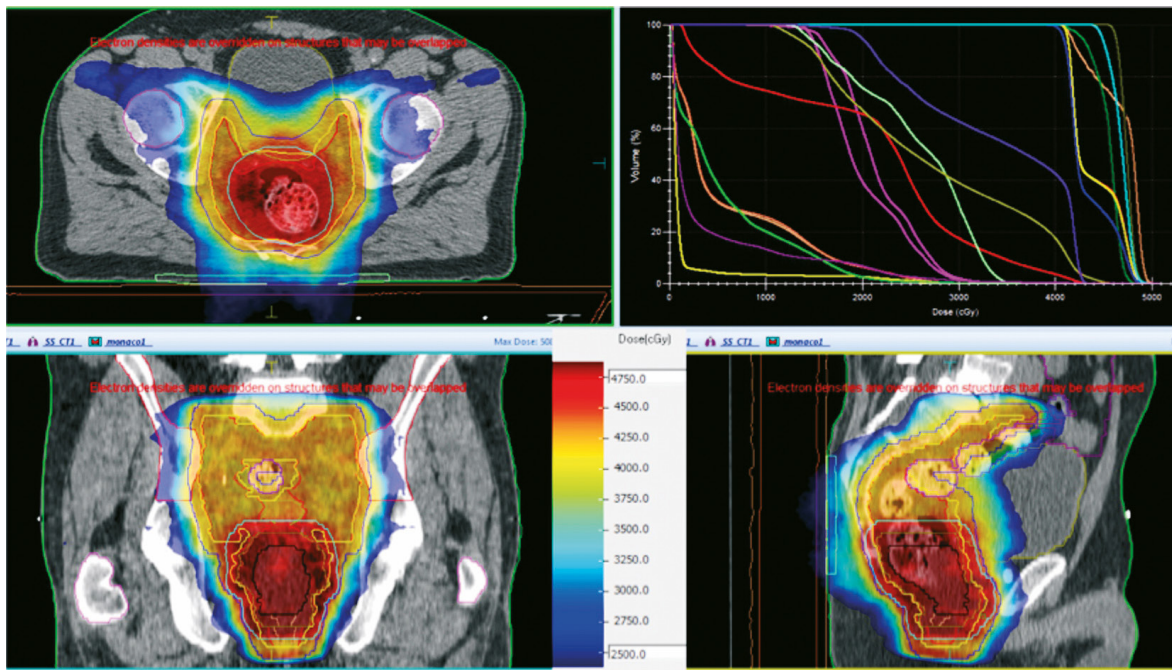 Electron densities are overridden on structures that may be overlapped
100
80
60
40
20
0
Volume (%)
0
1000
2000
3000
4000
5000
Dose (cGy)
SS_CT1
monaco1
Max Dose: 508
Electron densities are overridden on structures that may be overlapped
Dose(cGy)
4750.0
4500.0
4250.0
4000.0
3750.0
3500.0
3250.0
3000.0
2750.0
2500.0
SS_CT1
monaco1
Electron densities are overridden on structures that may be overlapped